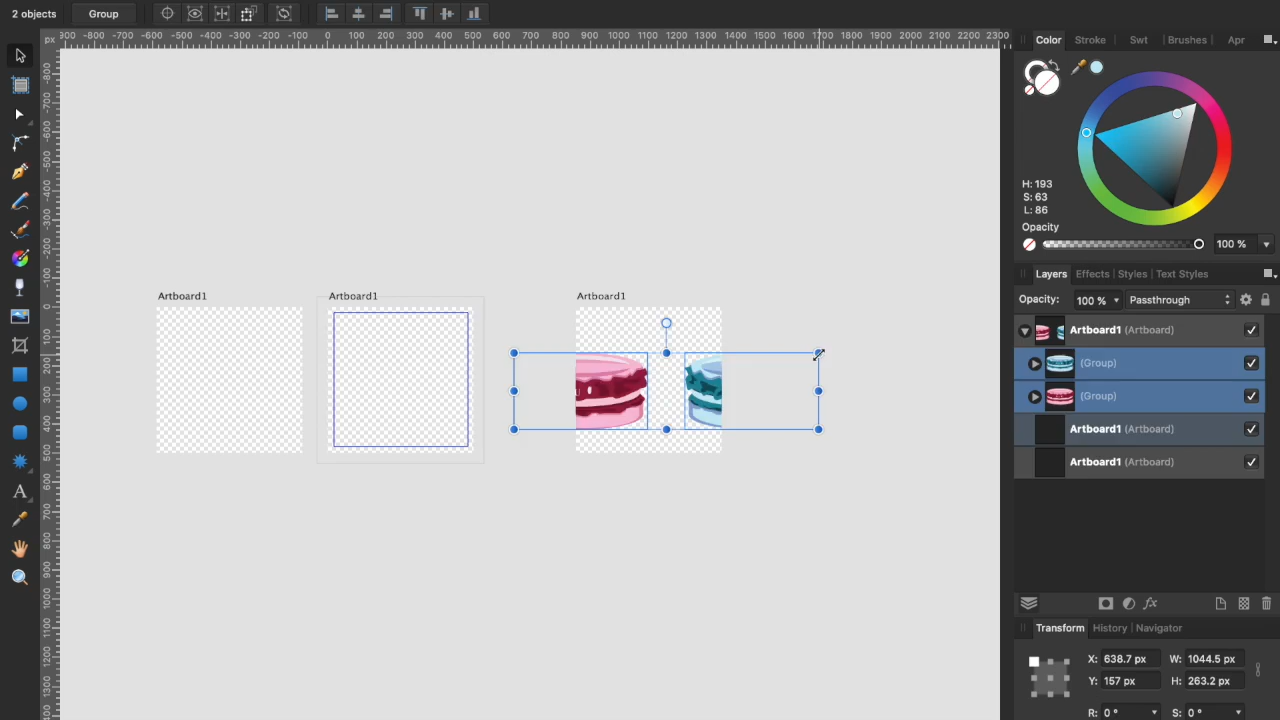 2 objects Group
px
900 -800 -700 -600 -500 -400 -300 -200 -100 0 100 200 300 400 500 600 700 800 900 1000 1100 1200 1300 1400 1500 1600 1700 1800 1900 2000 2100 2200 2300
Color Stroke Swt Brushes Apr
H: 193
S: 63
L: 86
Opacity
100 %
Layers Effects Styles Text Styles
Opacity: 100 % Passthrough
Artboard1 (Artboard)
(Group)
(Group)
Artboard1 (Artboard)
Artboard1 (Artboard)
Artboard1 Artboard1 Artboard1
Transform History Navigator
X: 638.7 px W: 1044.5 px
Y: 157 px H: 263.2 px
R: 0 ° S: 0 °